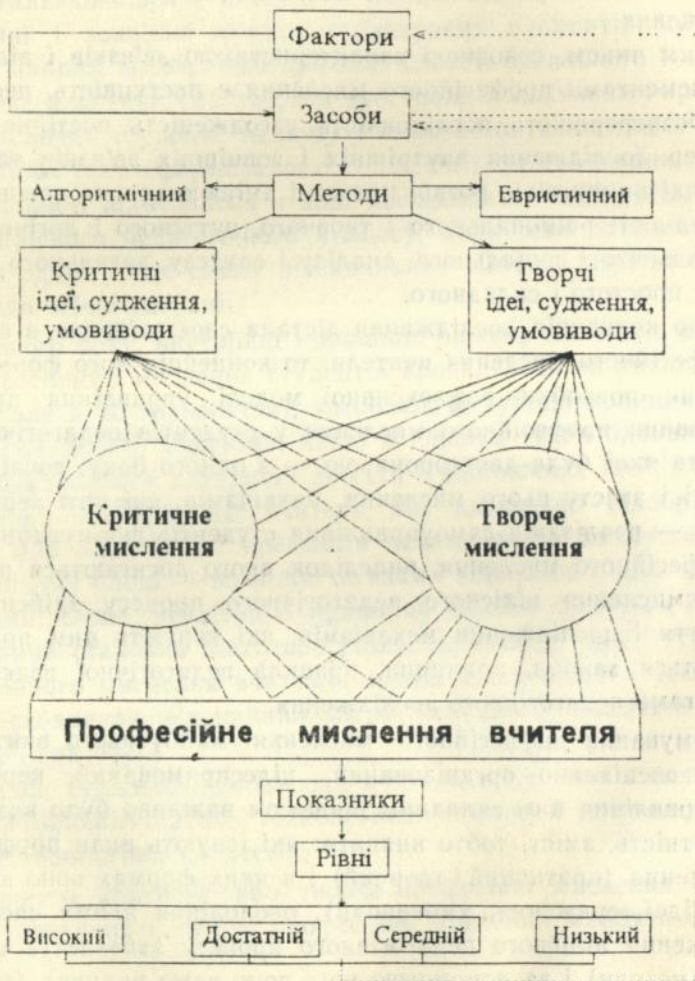 Фактори
Засоби
Алгоритмічний
Методи
Евристичний
Критичні
ідеї, судження,
умовиводи
Творчі
ідеї, судження,
умовиводи
Критичне
мислення
Творче
мислення
Професійне мислення вчителя
Показники
Рівні
Високий
Достатній
Середній
Низький